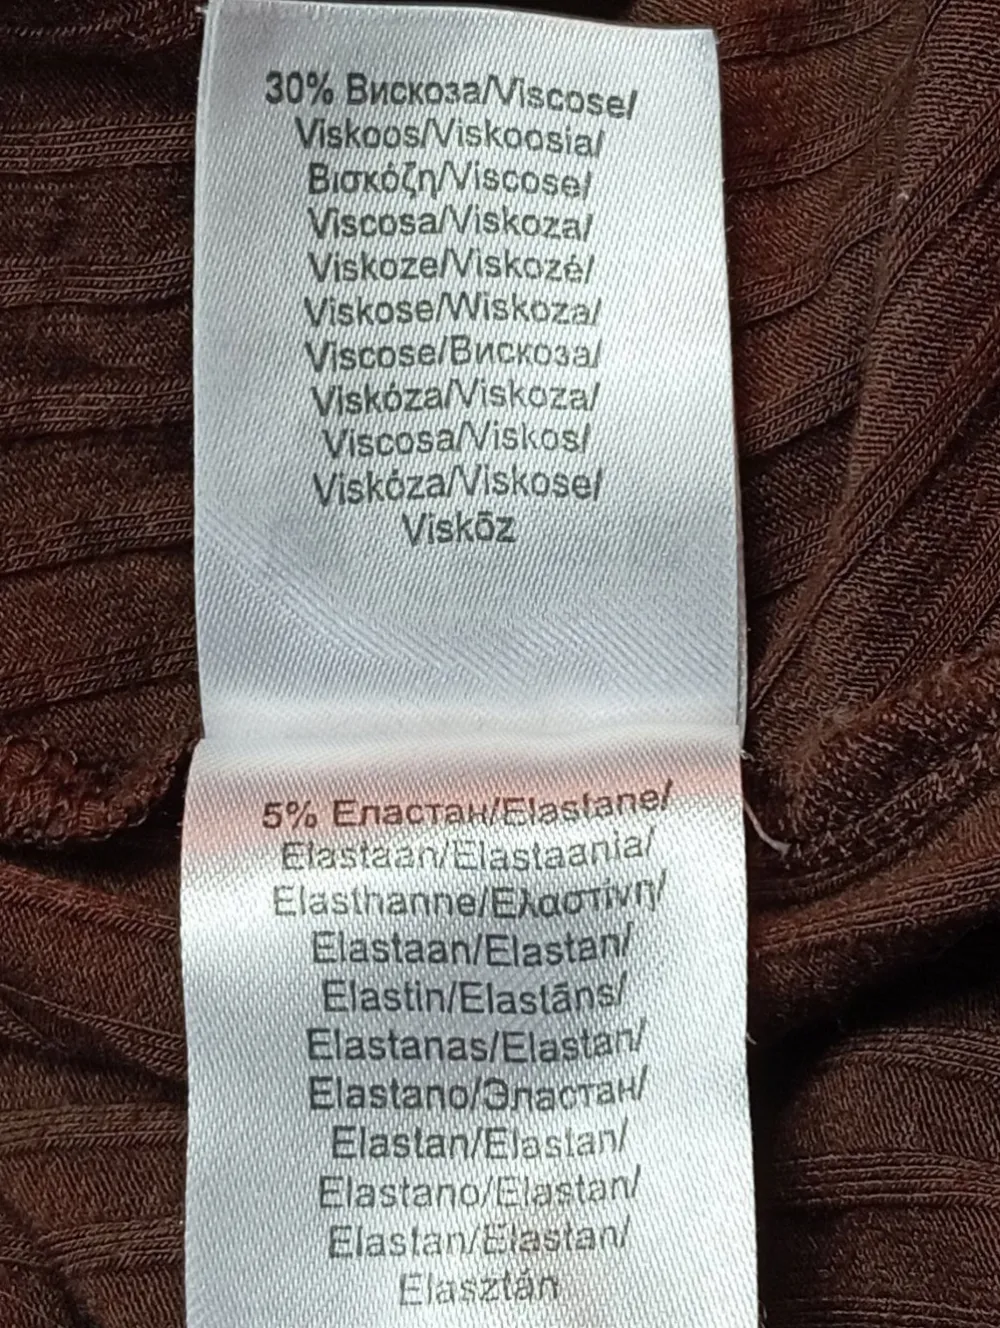 30% Вискоза/Viscose/
Viskoos/Viskoosia/
Βισκόζη/Viscose/
Viscosa/Viskoza/
Viskoze/Viskozė/
Viskose/Wiskoza/
Viscose/Вискоза/
Viskóza/Viskoza/
Viscosa/Viskos/
Viskóza/Viskose/
Viskōz
5% Еластан/Elastane/
Elastaan/Elastaania/
Elasthanne/Ελαστίνη/
Elastaan/Elastan/
Elastin/Elastāns/
Elastanas/Elastan/
Elastano/Эластан/
Elastan/Elastan/
Elastano/Elastan/
Elastan/Elastan/
Elasztán